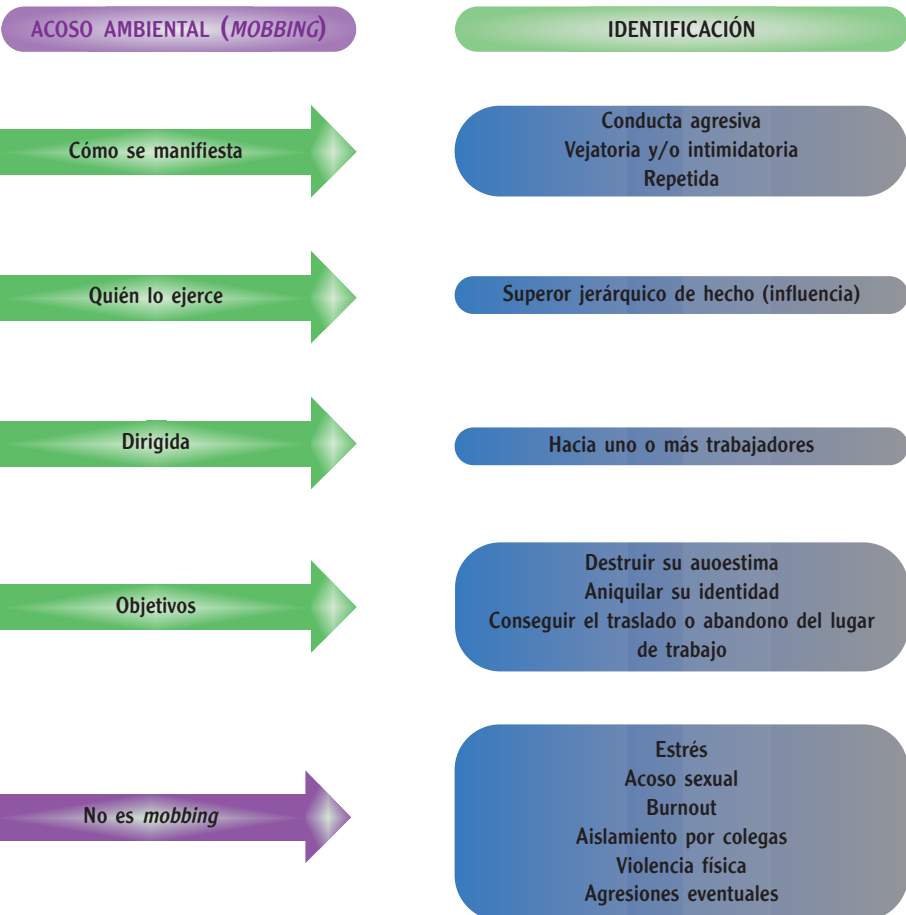 ACOSO AMBIENTAL (MOBBING)
IDENTIFICACIÓN
Cómo se manifiesta
Conducta agresiva
Vejatoria y/o intimidatoria
Repetida
Quién lo ejerce
Superor jerárquico de hecho (influencia)
Dirigida
Hacia uno o más trabajadores
Objetivos
Destruir su auoestima
Aniquilar su identidad
Conseguir el traslado o abandono del lugar
de trabajo
No es mobbing
Estrés
Acoso sexual
Burnout
Aislamiento por colegas
Violencia física
Agresiones eventuales